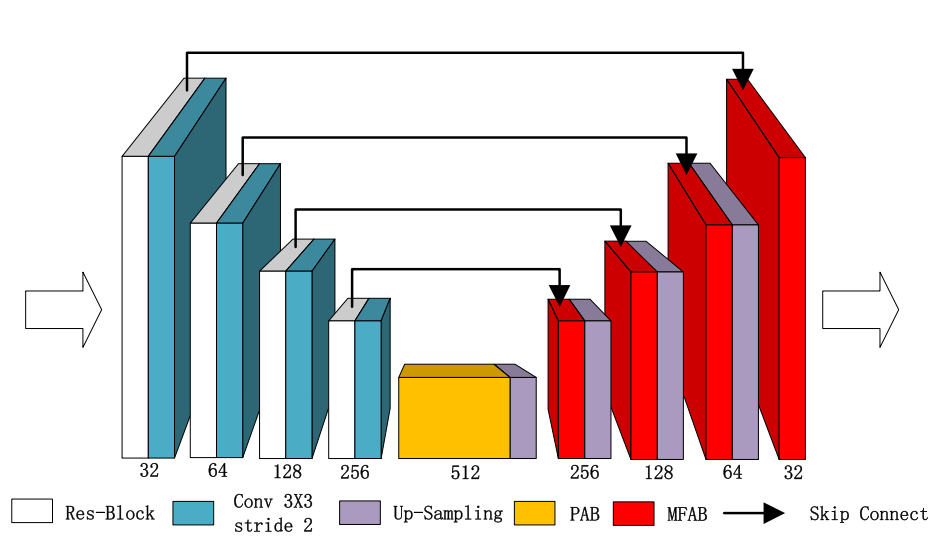 32 64 128 256 512 256 128 64 32
Res-Block
Conv 3X3
stride 2
Up-Sampling
PAB
MFAB
Skip Connect